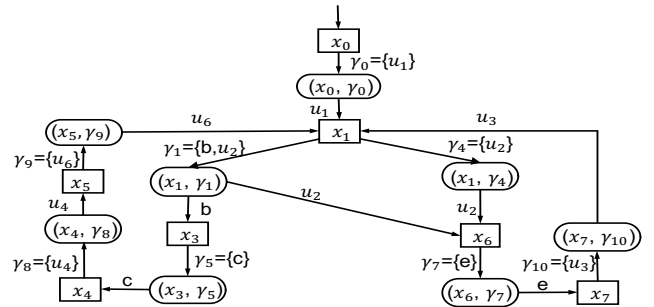 x₀
γ₀={u₁}
(x₀, γ₀)
u₁
u₆
u₃
(x₅,γ₉)
x₁
γ₁={b,u₂}
γ₄={u₂}
γ₉={u₆}
x₅
(x₁, γ₁)
(x₁, γ₄)
u₄
b
u₂
u₂
(x₄, γ₈)
x₃
x₆
(x₇, γ₁₀)
γ₈={u₄}
γ₅={c}
γ₇={e}
γ₁₀={u₃}
x₄
c
(x₃, γ₅)
(x₆, γ₇)
e
x₇